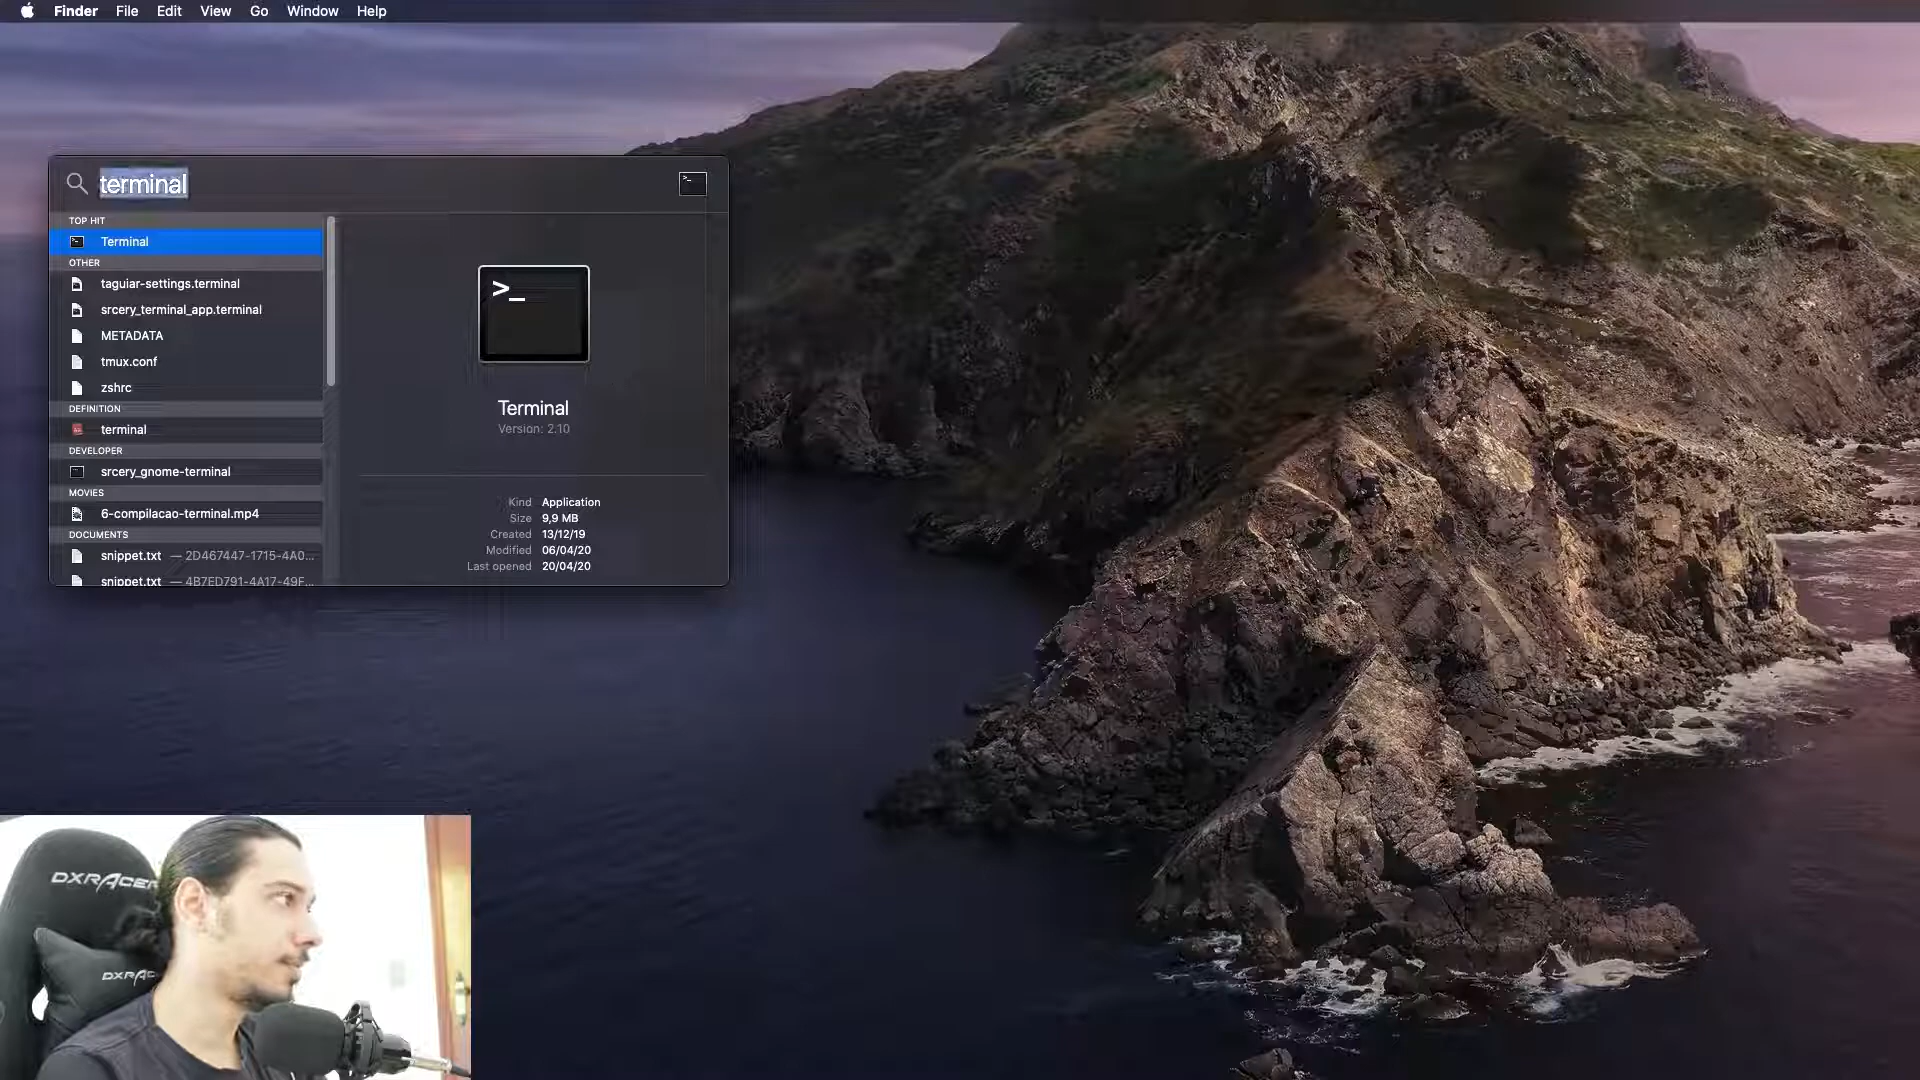 Finder File Edit View Go Window Help
terminal
TOP HIT
Terminal
OTHER
taguiar-settings.terminal
srcery_terminal_app.terminal
METADATA
tmux.conf
zshrc
DEFINITION
terminal
DEVELOPER
srcery_gnome-terminal
MOVIES
6-compilacao-terminal.mp4
DOCUMENTS
snippet.txt — 2D467447-1715-4A0...
snippet.txt — 4B7ED791-4A17-49F...
>_
Terminal
Version: 2.10
Kind Application
Size 9,9 MB
Created 13/12/19
Modified 06/04/20
Last opened 20/04/20
DXRACER
DXRAC